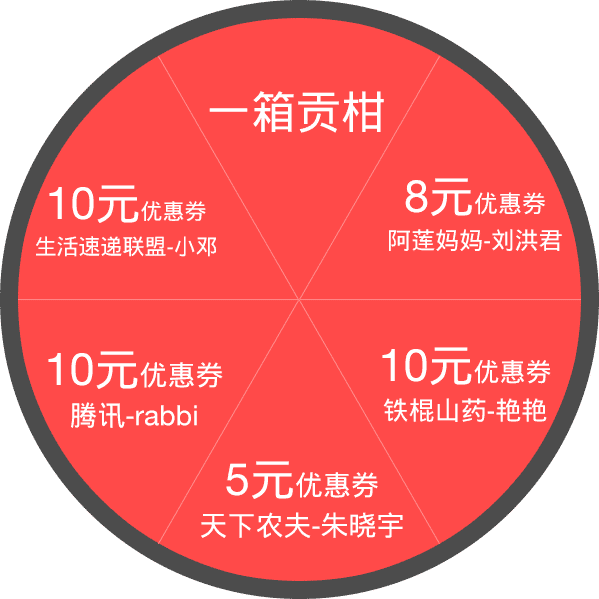 一箱贡柑
10元优惠券
生活速递联盟-小邓
8元优惠券
阿莲妈妈-刘洪君
10元优惠券
腾讯-rabbi
10元优惠券
铁棍山药-艳艳
5元优惠券
天下农夫-朱晓宇